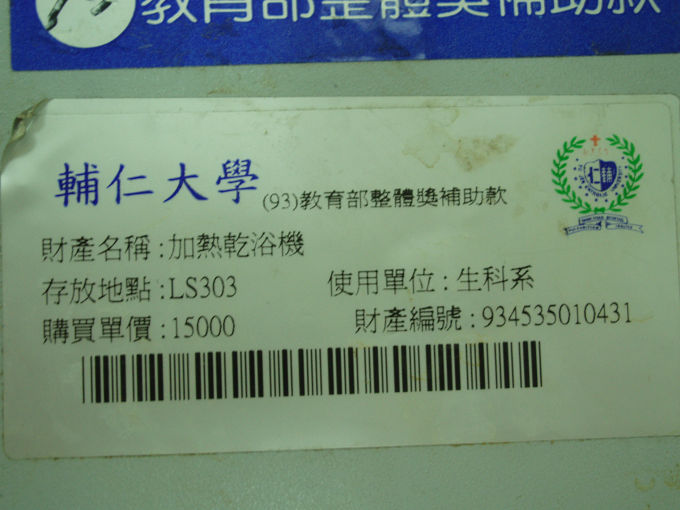 教育部整體獎補助款
輔仁大學 (93)教育部整體獎補助款
財產名稱:加熱乾浴機
存放地點:LS303 使用單位:生科系
購買單價:15000 財產編號:934535010431